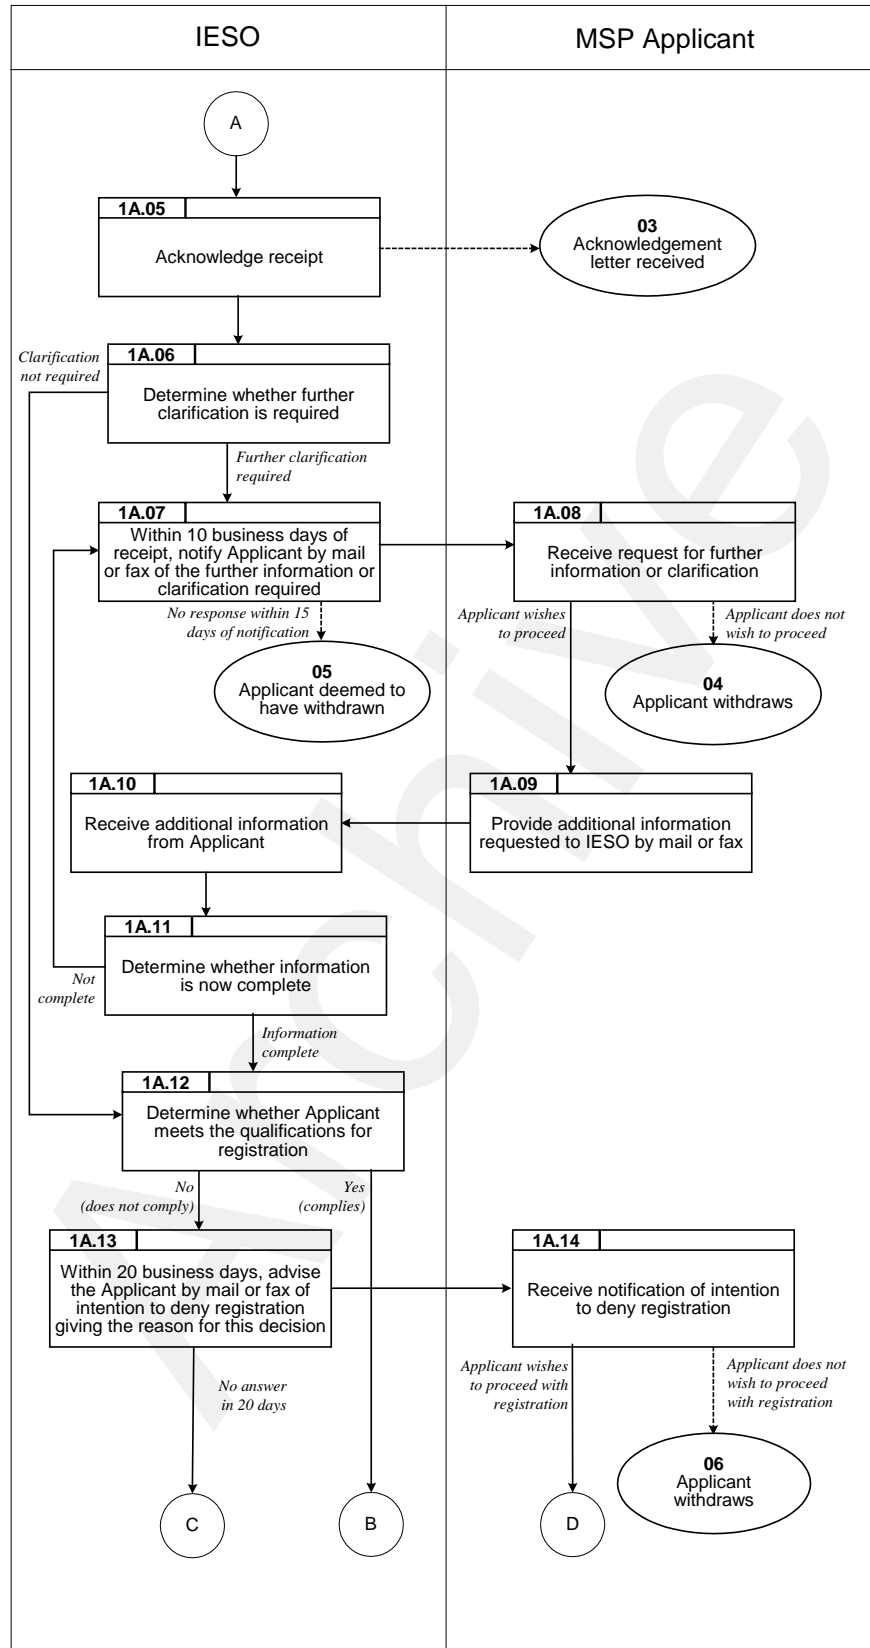 IESO
MSP Applicant
A
1A.05
Acknowledge receipt
03
Acknowledgement
letter received
Clarification
not required
1A.06
Determine whether further
clarification is required
Further clarification
required
1A.07
Within 10 business days of
receipt, notify Applicant by mail
or fax of the further information or
clarification required
1A.08
Receive request for further
information or clarification
No response within 15
days of notification
Applicant wishes
to proceed
Applicant does not
wish to proceed
05
Applicant deemed to
have withdrawn
04
Applicant withdraws
1A.10
Receive additional information
from Applicant
1A.09
Provide additional information
requested to IESO by mail or fax
1A.11
Determine whether information
is now complete
Not
complete
Information
complete
1A.12
Determine whether Applicant
meets the qualifications for
registration
No
(does not comply)
Yes
(complies)
1A.13
Within 20 business days, advise
the Applicant by mail or fax of
intention to deny registration
giving the reason for this decision
1A.14
Receive notification of intention
to deny registration
No answer
in 20 days
Applicant wishes
to proceed with
registration
Applicant does not
wish to proceed
with registration
06
Applicant
withdraws
C
B
D
Archive